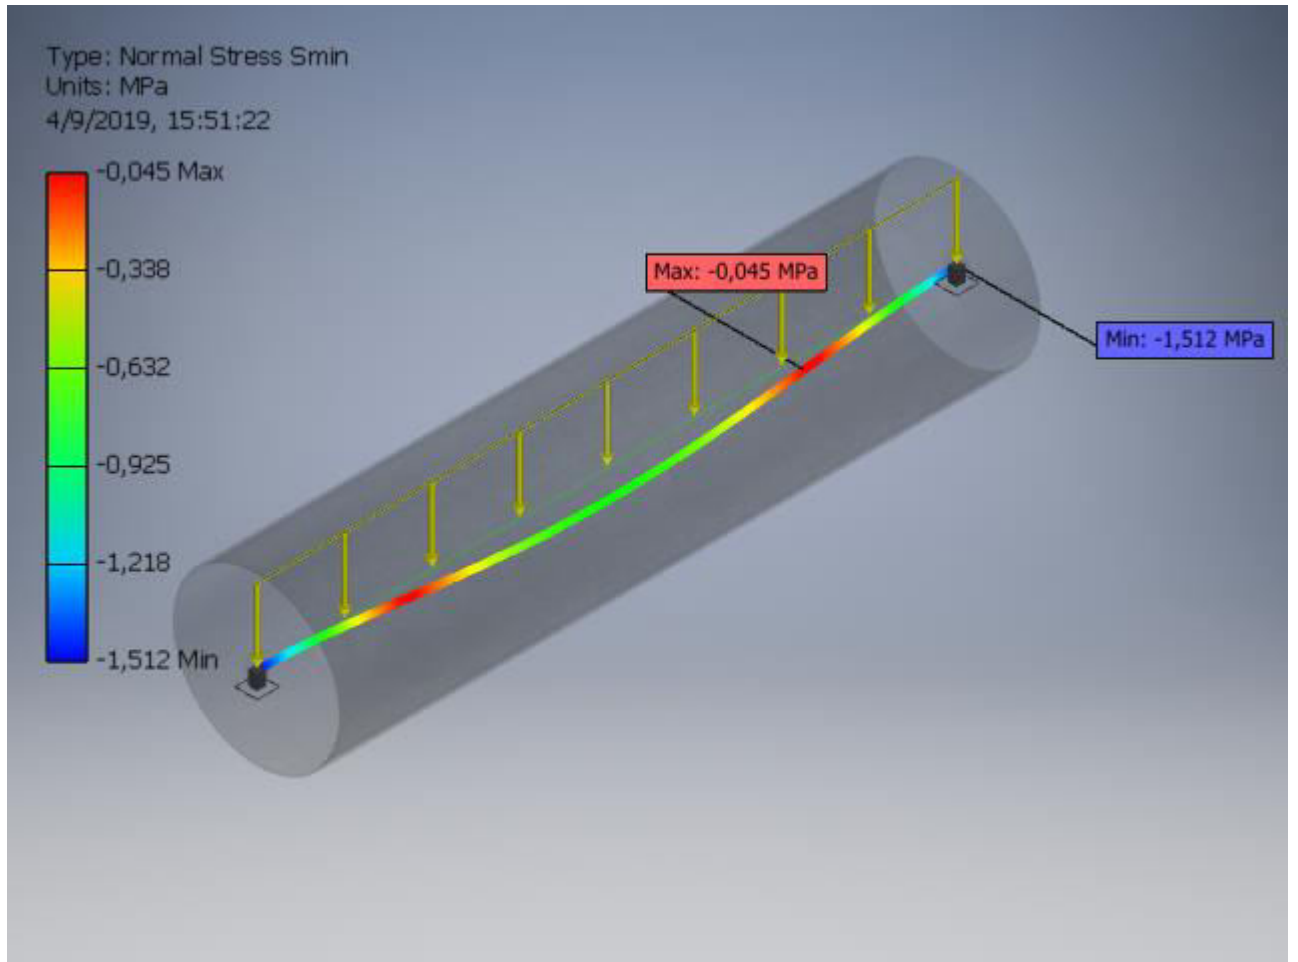 Type: Normal Stress Smin
Units: MPa
4/9/2019, 15:51:22
-0,045 Max
-0,338
-0,632
-0,925
-1,218
-1,512 Min
Max: -0,045 MPa
Min: -1,512 MPa